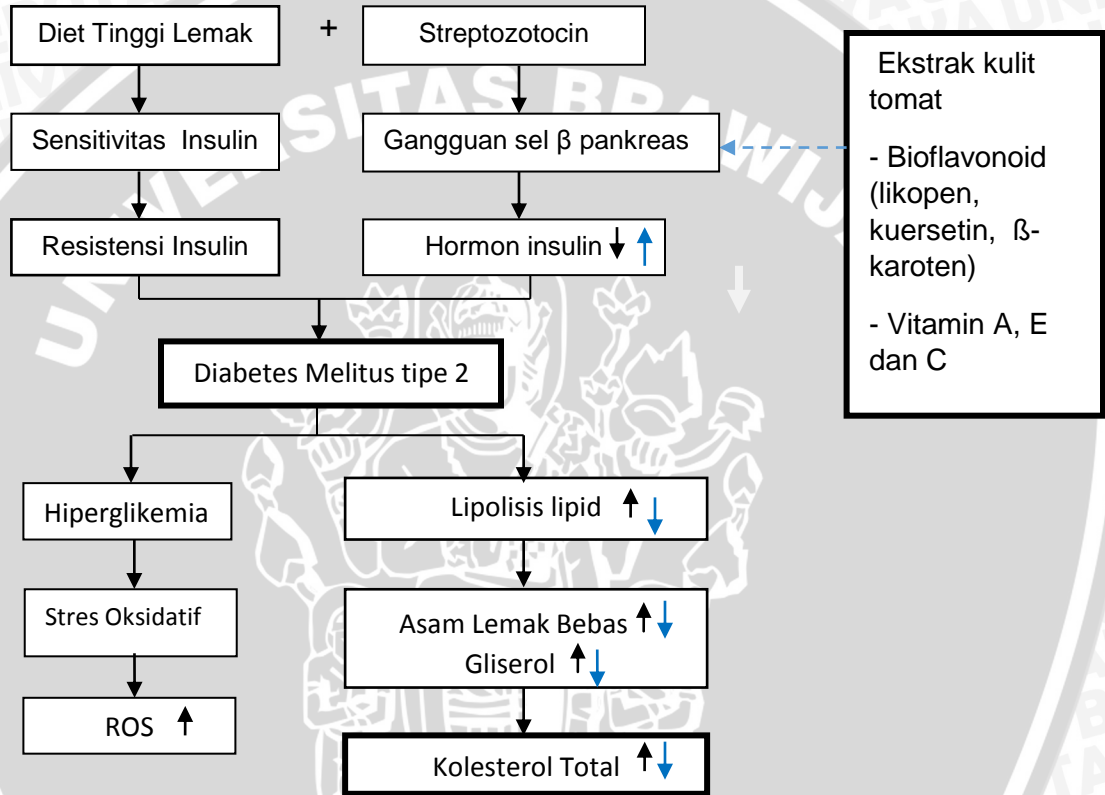 Diet Tinggi Lemak + Streptozotocin
Sensitivitas Insulin
Gangguan sel β pankreas
Resistensi Insulin
Hormon insulin ↓ ↑
Diabetes Melitus tipe 2
Hiperglikemia
Lipolisis lipid ↑ ↓
Stres Oksidatif
Asam Lemak Bebas ↑ ↓
Gliserol ↑ ↓
ROS ↑
Kolesterol Total ↑ ↓
Ekstrak kulit
tomat
- Bioflavonoid
(likopen,
kuersetin, ß-
karoten)
- Vitamin A, E
dan C
UNIVERSITAS BRAWIJA